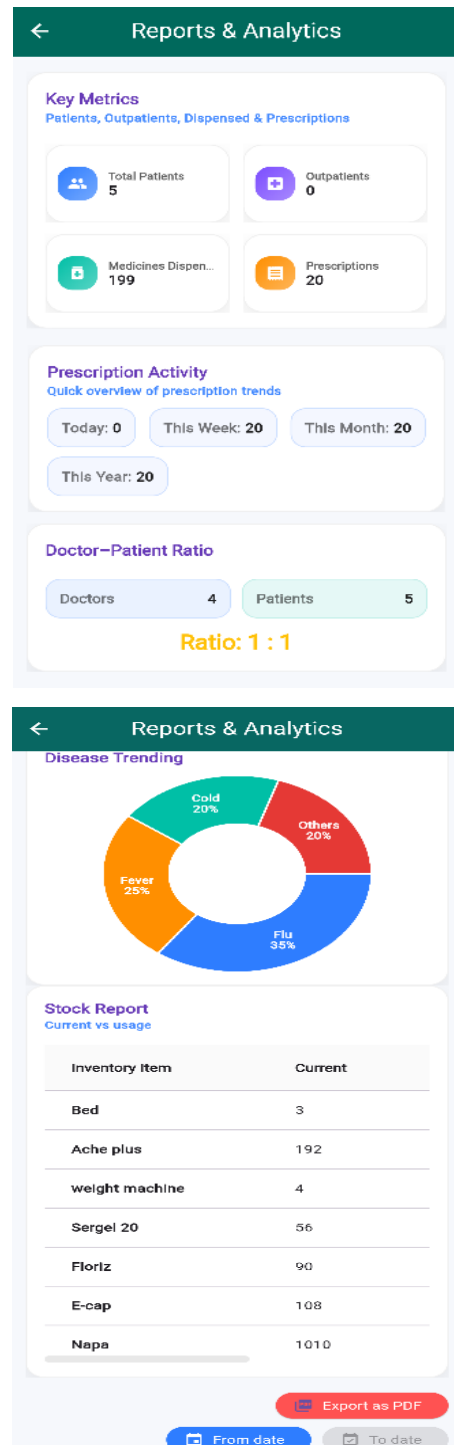 Reports & Analytics
Key Metrics
Patients, Outpatients, Dispensed & Prescriptions
Total Patients
5
Outpatients
0
Medicines Dispen...
199
Prescriptions
20
Prescription Activity
Quick overview of prescription trends
Today: 0 This Week: 20 This Month: 20
This Year: 20
Doctor-Patient Ratio
Doctors 4 Patients 5
Ratio: 1 : 1
Reports & Analytics
Disease Trending
Cold
20%
Others
20%
Fever
25%
Flu
35%
Stock Report
Current vs usage
Inventory Item Current
Bed 3
Ache plus 192
weight machine 4
Sergel 20 56
Floriz 90
E-cap 108
Napa 1010
Export as PDF
From date To date